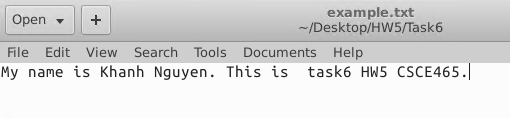 Open
example.txt
~/Desktop/HW5/Task6
File Edit View Search Tools Documents Help
My name is Khanh Nguyen. This is  task6 HW5 CSCE465.